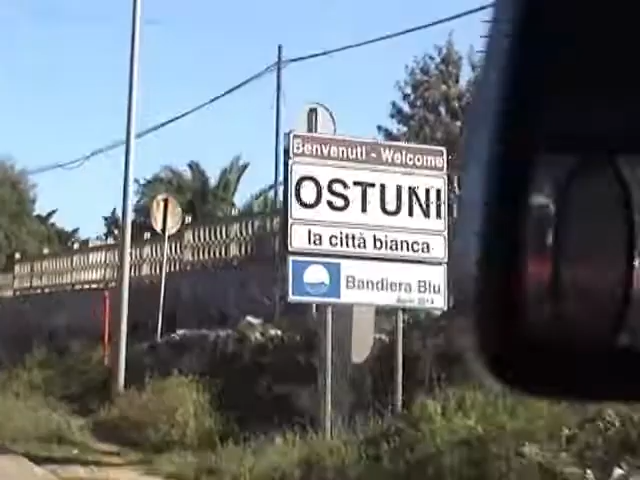 Benvenuti - Welcome
OSTUNI
la città bianca
Bandiera Blu